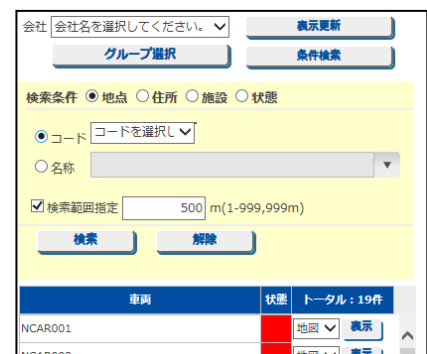 会社 会社名を選択してください。 表示更新
グループ選択 条件検索
検索条件 地点 住所 施設 状態
コード コードを選択し
名称
検索範囲指定 500 m(1-999,999m)
検索 解除
車両 状態 トータル：19件
NCAR001 地図 表示